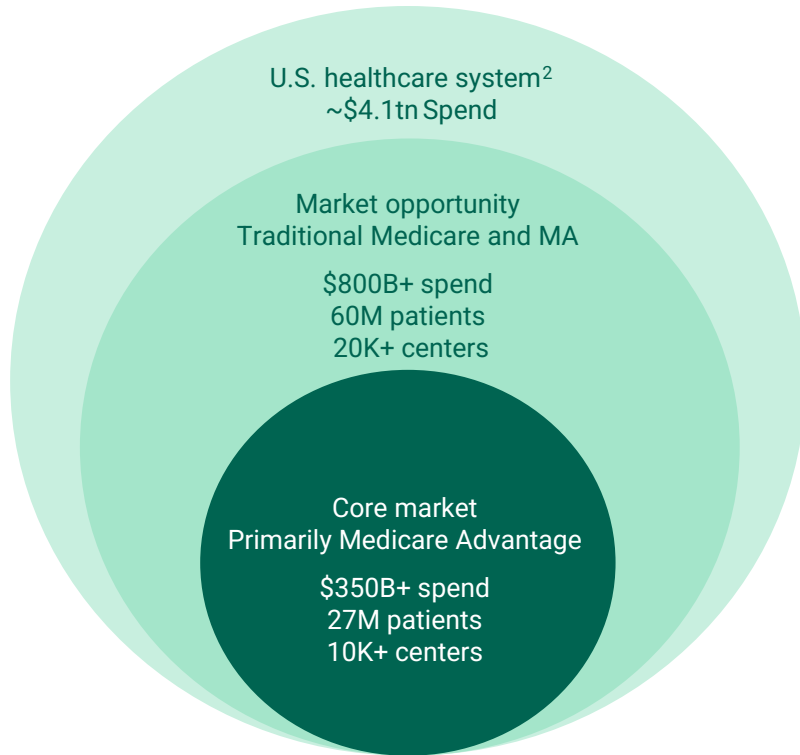 U.S. healthcare system²
~$4.1tn Spend
Market opportunity
Traditional Medicare and MA
$800B+ spend
60M patients
20K+ centers
Core market
Primarily Medicare Advantage
$350B+ spend
27M patients
10K+ centers